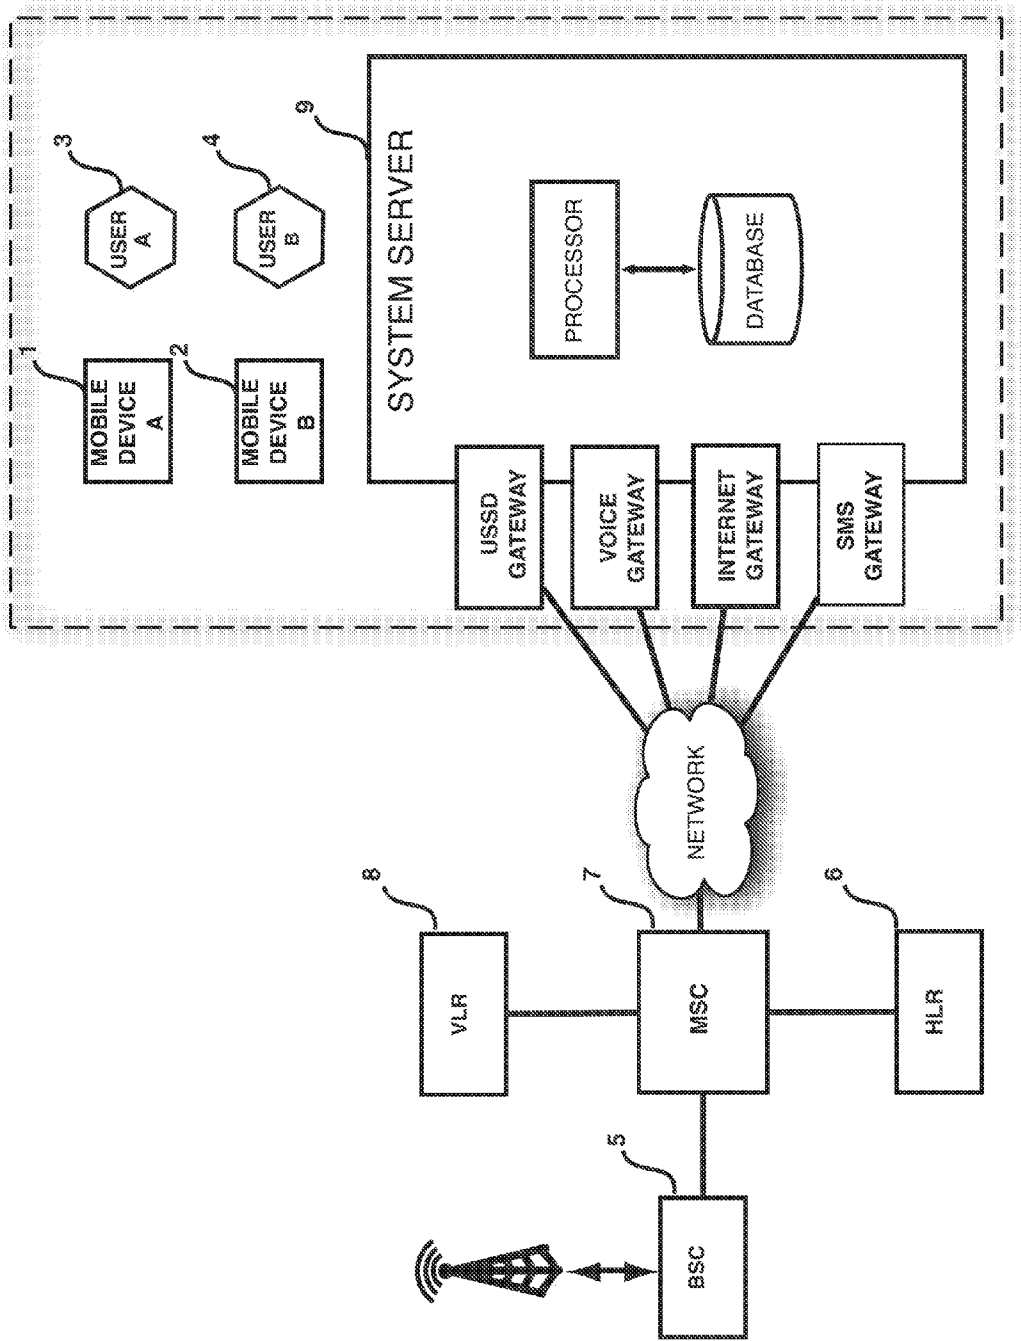 1
MOBILE
DEVICE
A
3
USER
A
2
MOBILE
DEVICE
B
4
USER
B
9
SYSTEM SERVER
PROCESSOR
DATABASE
USSD
GATEWAY
VOICE
GATEWAY
INTERNET
GATEWAY
SMS
GATEWAY
NETWORK
8
VLR
7
MSC
6
HLR
5
BSC